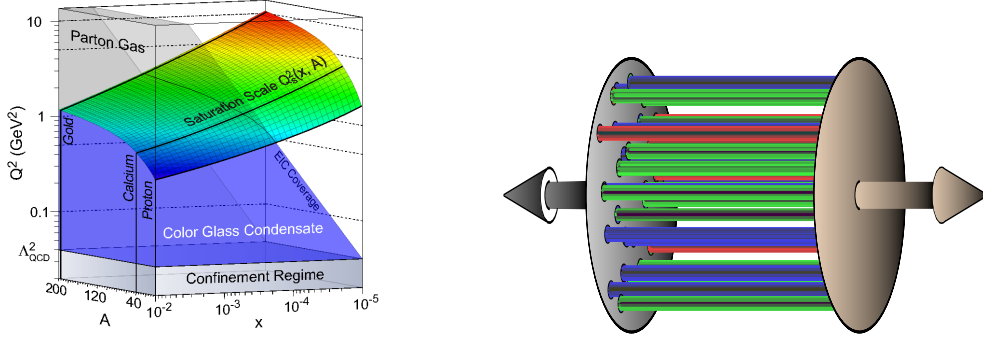 10
Parton Gas
Saturation Scale Q²ₛ(x, A)
1
Q² (GeV²)
Gold
Calcium
Proton
EIC Coverage
0.1
Color Glass Condensate
Λ²QCD
Confinement Regime
200
120
40
A
10⁻²
10⁻³
10⁻⁴
10⁻⁵
x